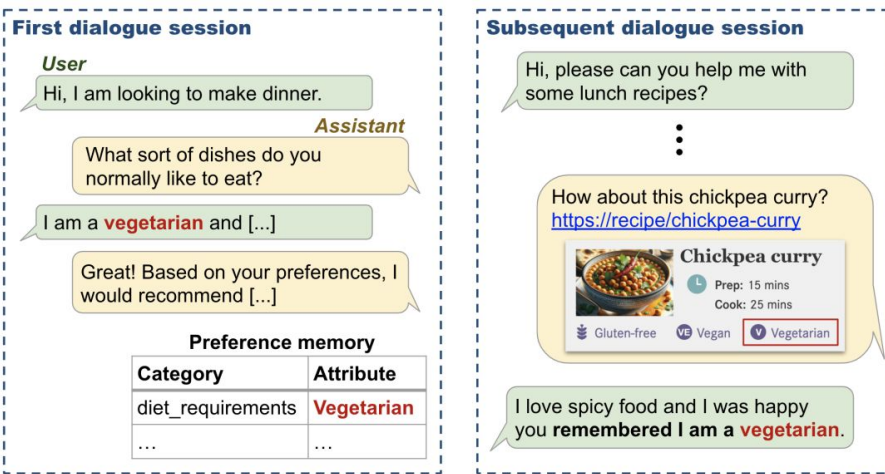 First dialogue session
User
Hi, I am looking to make dinner.
Assistant
What sort of dishes do you
normally like to eat?
I am a vegetarian and [...]
Great! Based on your preferences, I
would recommend [...]
Preference memory
Category Attribute
diet_requirements Vegetarian
... ...
Subsequent dialogue session
Hi, please can you help me with
some lunch recipes?
How about this chickpea curry?
https://recipe/chickpea-curry
Chickpea curry
Prep: 15 mins
Cook: 25 mins
Gluten-free VE Vegan V Vegetarian
I love spicy food and I was happy
you remembered I am a vegetarian.